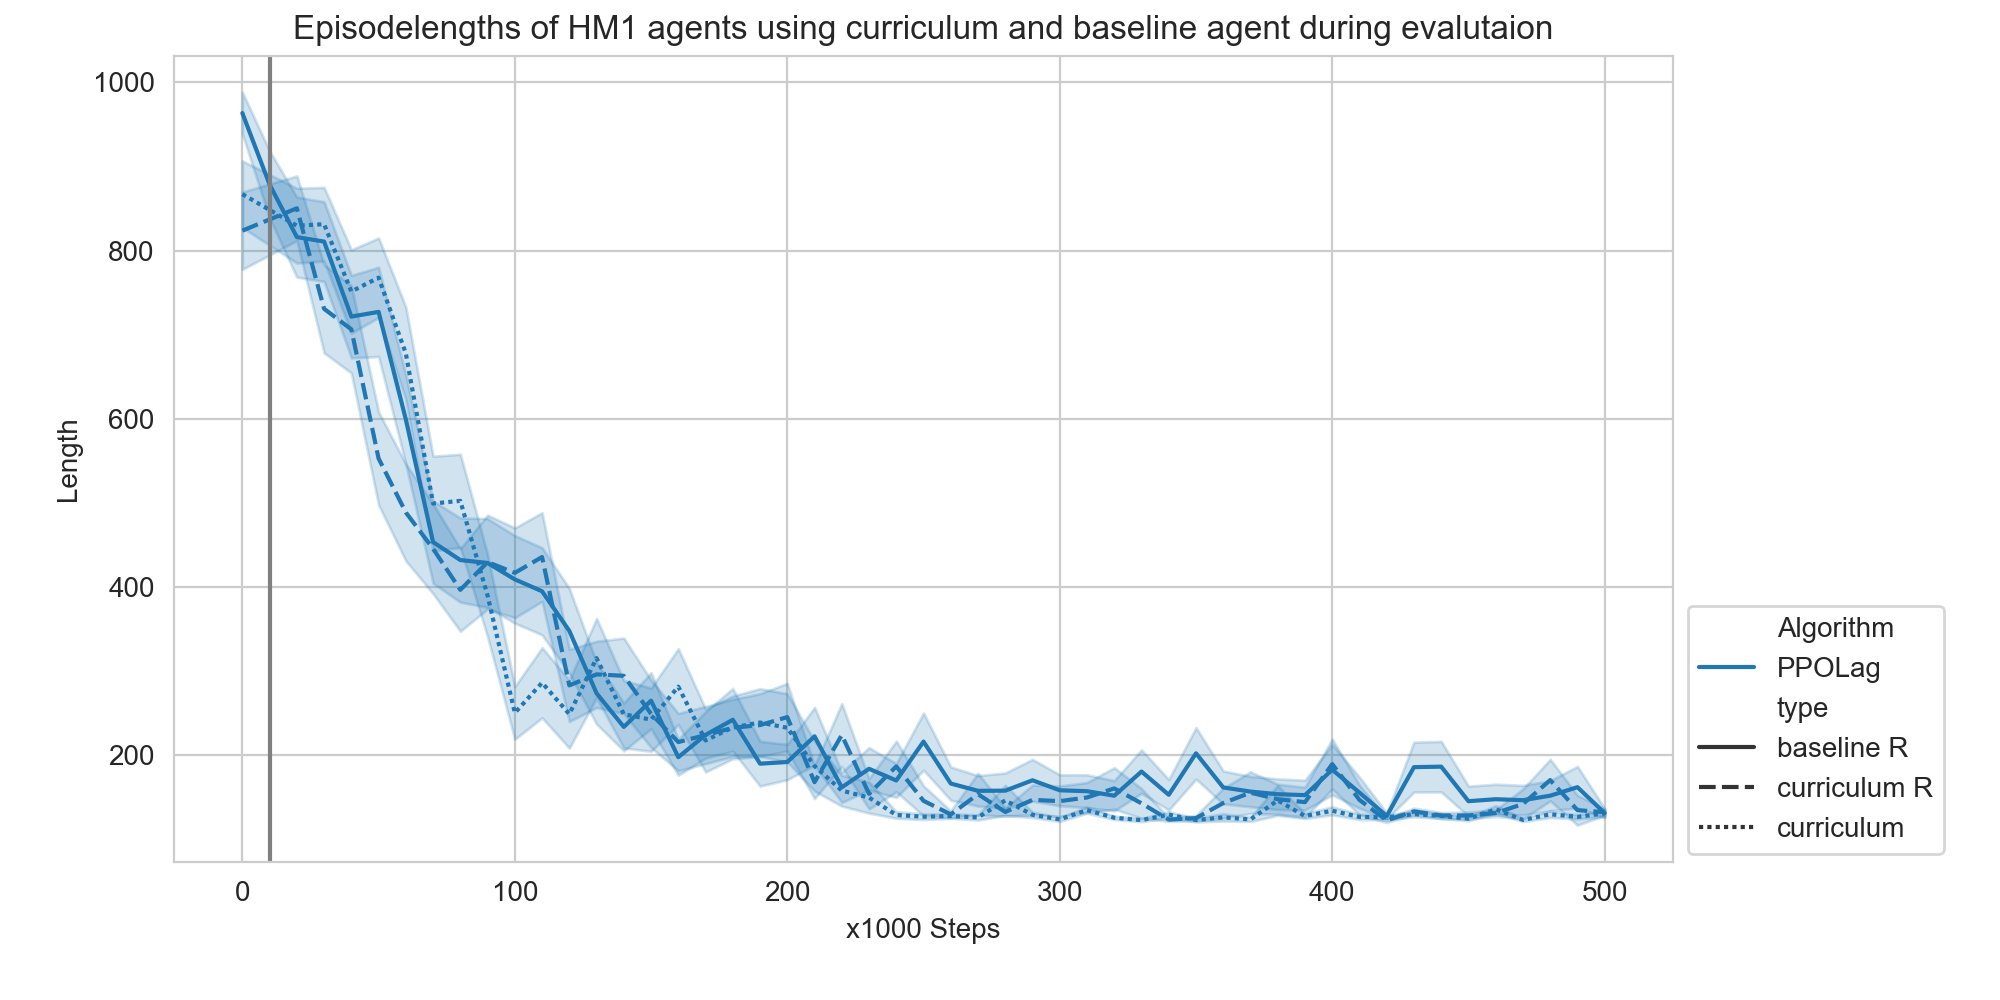 Episodelengths of HM1 agents using curriculum and baseline agent during evalutaion
1000
800
600
400
200
Length
0 100 200 300 400 500
x1000 Steps
Algorithm
PPOLag
type
baseline R
curriculum R
curriculum